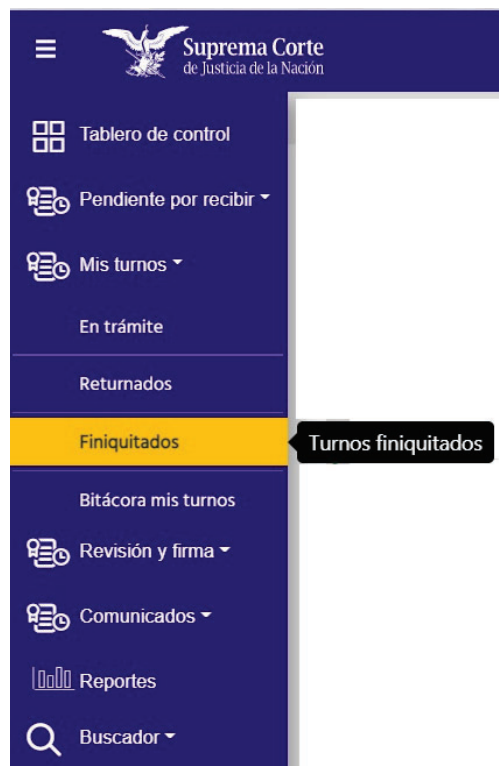 Suprema Corte
de Justicia de la Nación
Tablero de control
Pendiente por recibir
Mis turnos
En trámite
Returnados
Finiquitados
Turnos finiquitados
Bitácora mis turnos
Revisión y firma
Comunicados
Reportes
Buscador